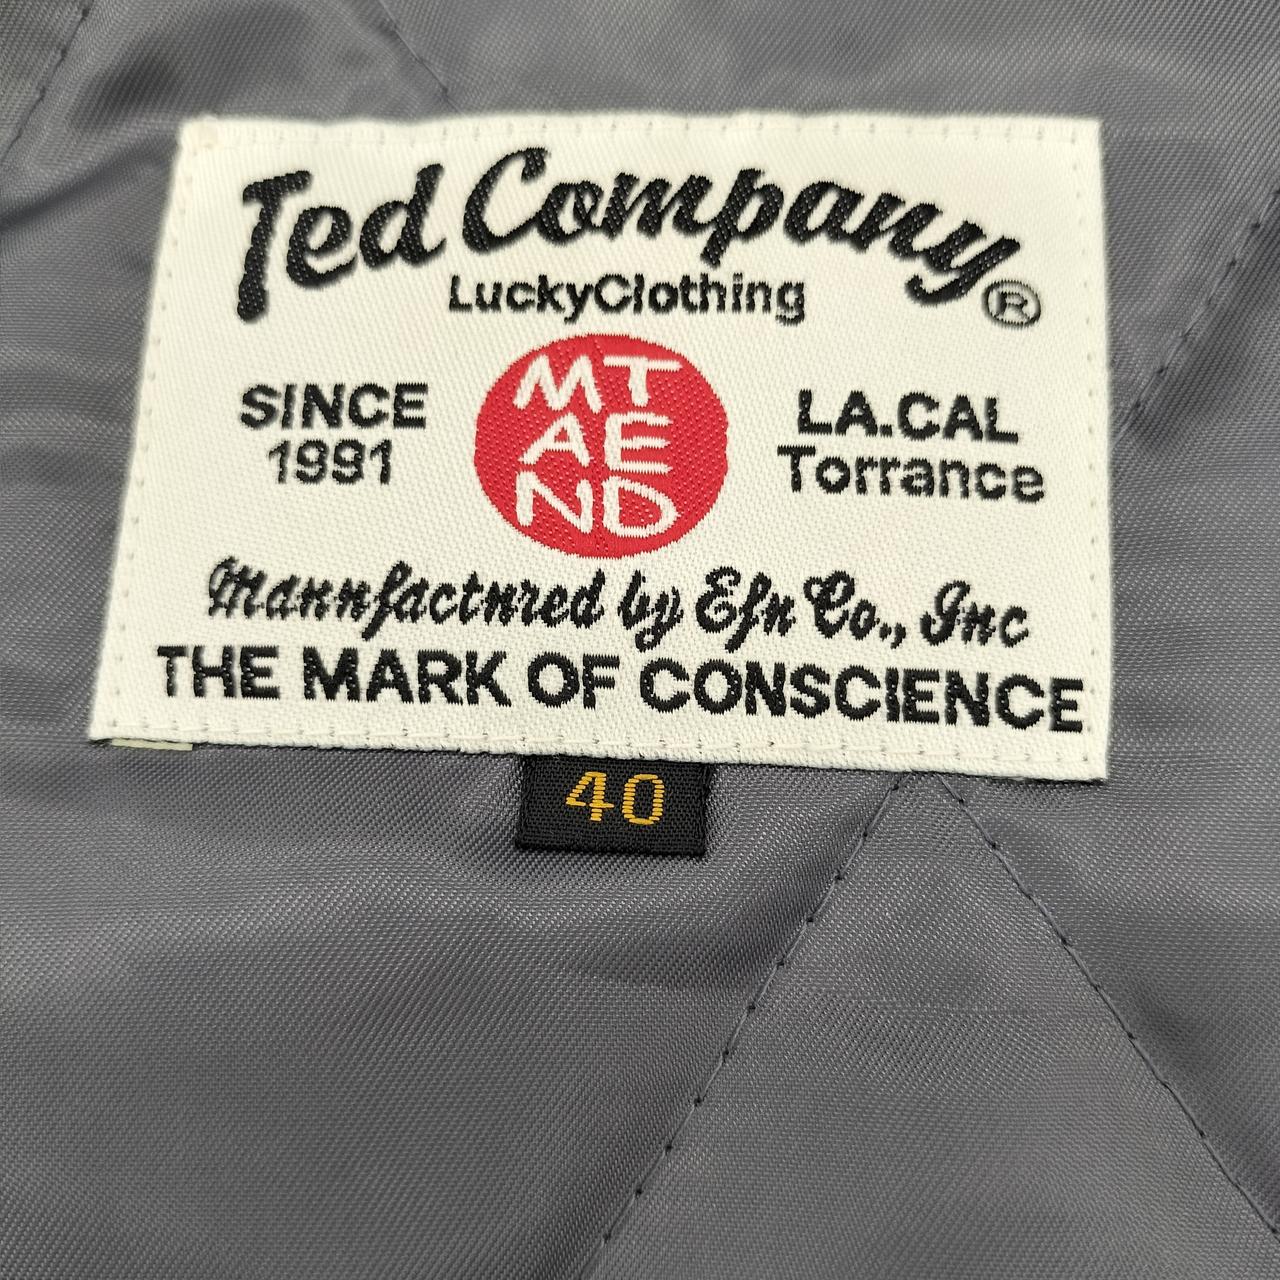 Ted Company®
LuckyClothing
SINCE
1991
MT
AE
ND
LA.CAL
Torrance
Mannfactnred by Efn Co., Inc
THE MARK OF CONSCIENCE
40